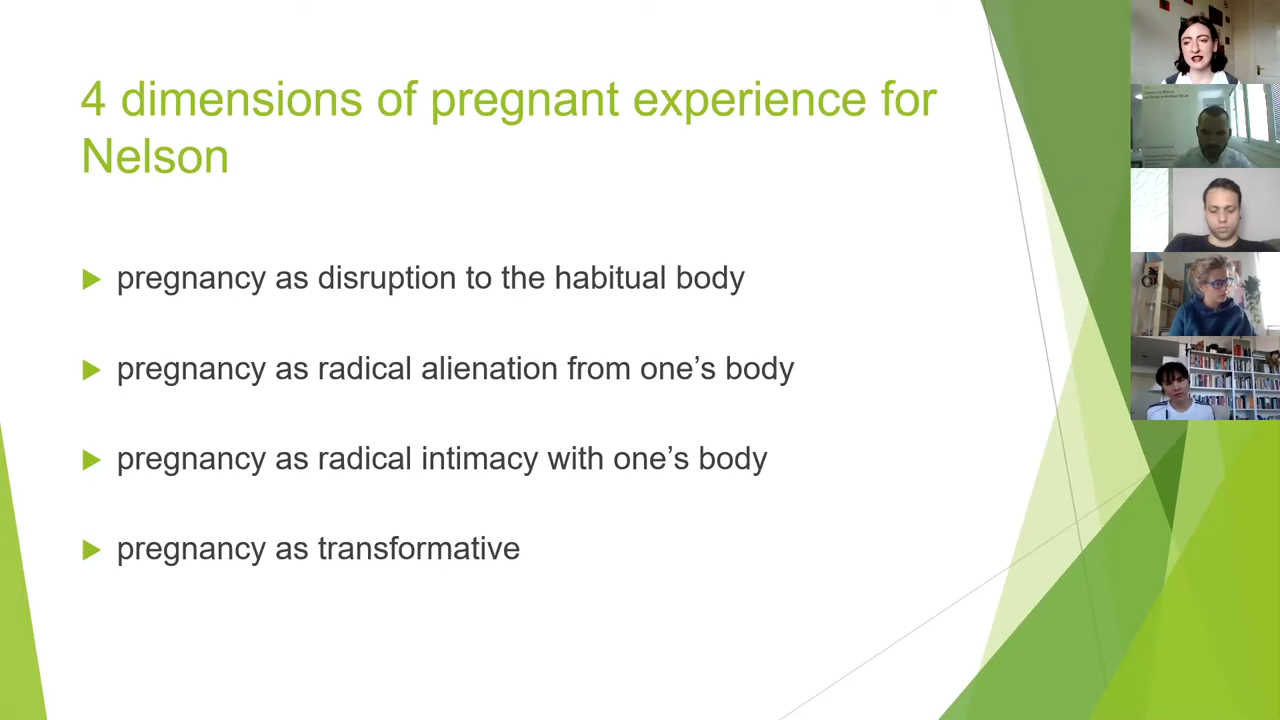 4 dimensions of pregnant experience for
Nelson
pregnancy as disruption to the habitual body
pregnancy as radical alienation from one’s body
pregnancy as radical intimacy with one’s body
pregnancy as transformative